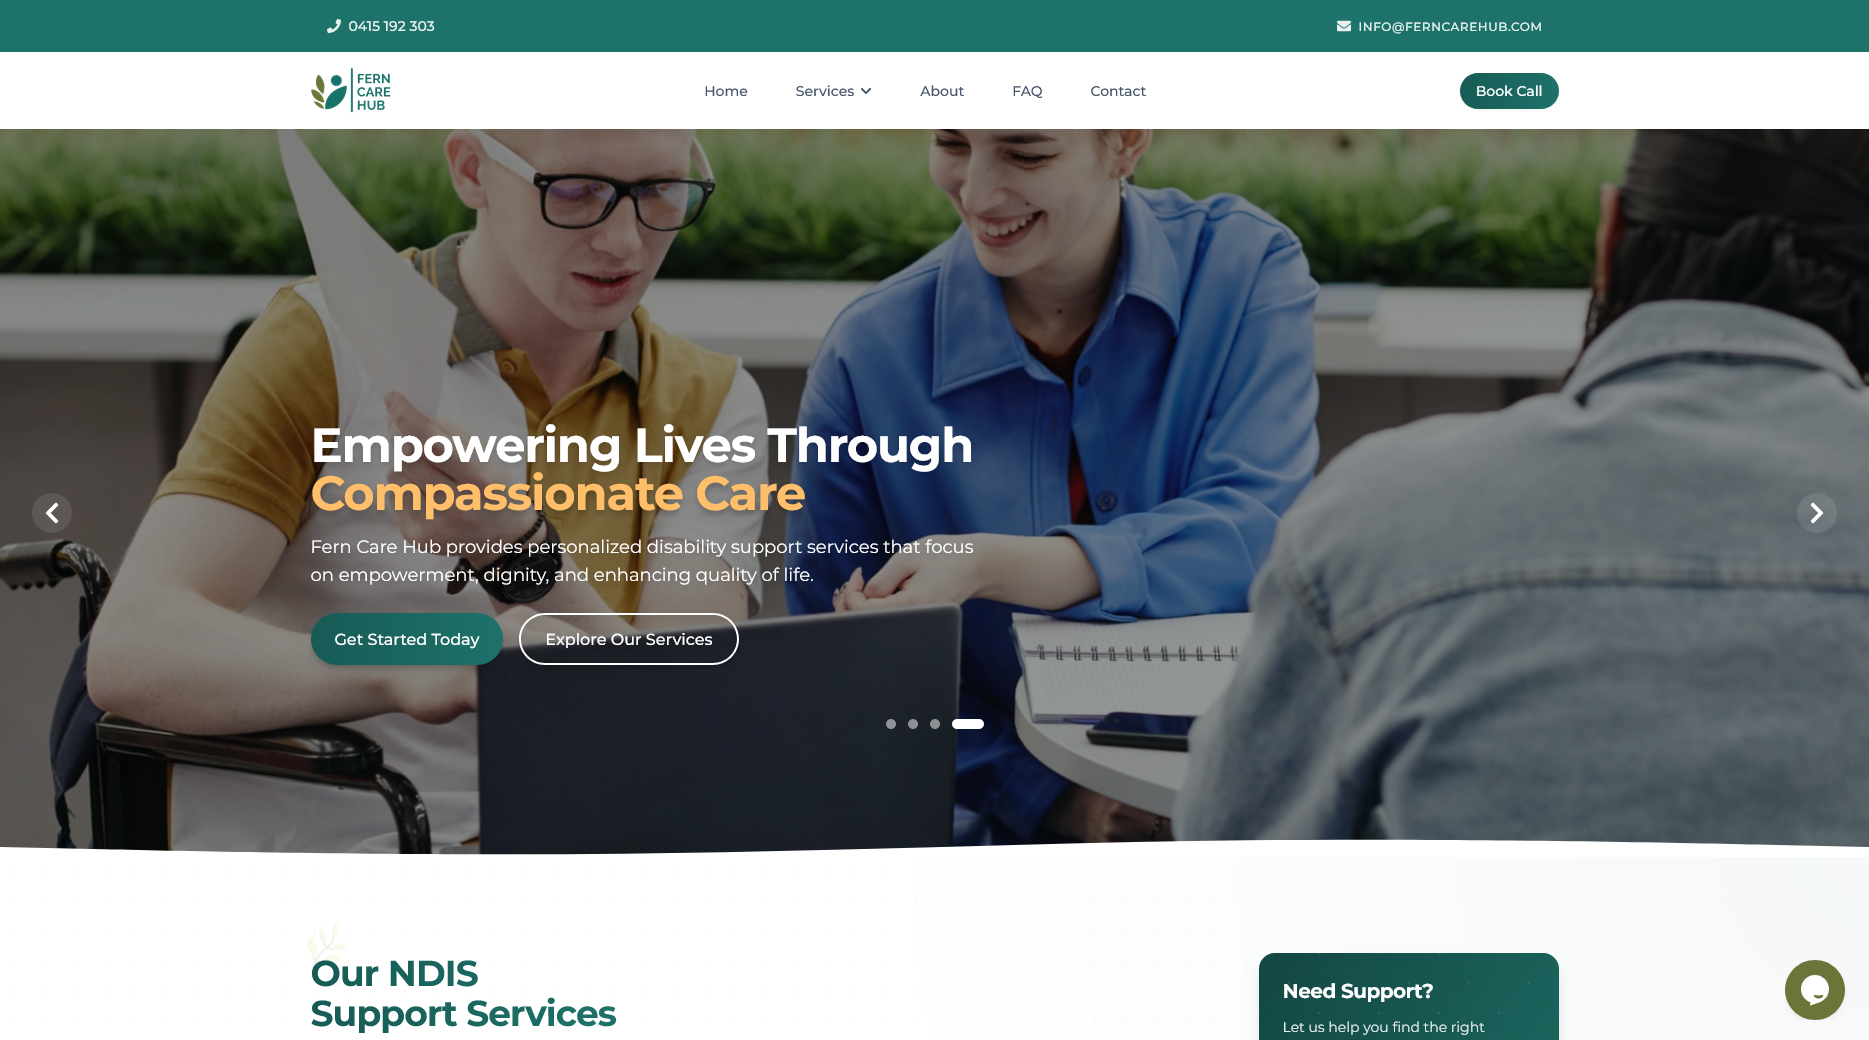 0415 192 303
INFO@FERNCAREHUB.COM
FERN
CARE
HUB
Home
Services
About
FAQ
Contact
Book Call
Empowering Lives Through
Compassionate Care
Fern Care Hub provides personalized disability support services that focus
on empowerment, dignity, and enhancing quality of life.
Get Started Today
Explore Our Services
Our NDIS
Support Services
Need Support?
Let us help you find the right